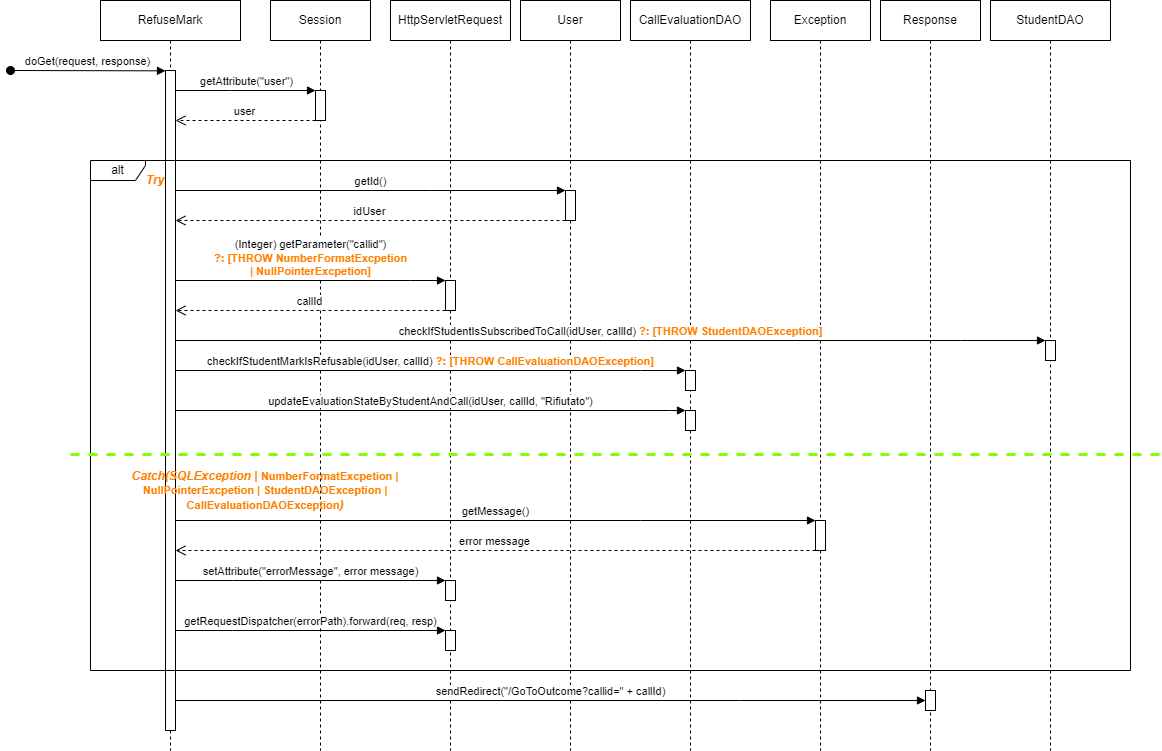 RefuseMark
Session
HttpServletRequest
User
CallEvaluationDAO
Exception
Response
StudentDAO
doGet(request, response)
getAttribute("user")
user
alt
Try
getId()
idUser
(Integer) getParameter("callid")
?: [THROW NumberFormatExcpetion
| NullPointerExcpetion]
callId
checkIfStudentIsSubscribedToCall(idUser, callId) ?: [THROW StudentDAOException]
checkIfStudentMarkIsRefusable(idUser, callId) ?: [THROW CallEvaluationDAOException]
updateEvaluationStateByStudentAndCall(idUser, callId, "Rifiutato")
Catch(SQLException | NumberFormatExcpetion |
NullPointerExcpetion | StudentDAOException |
CallEvaluationDAOException)
getMessage()
error message
setAttribute("errorMessage", error message)
getRequestDispatcher(errorPath).forward(req, resp)
sendRedirect("/GoToOutcome?callid=" + callId)